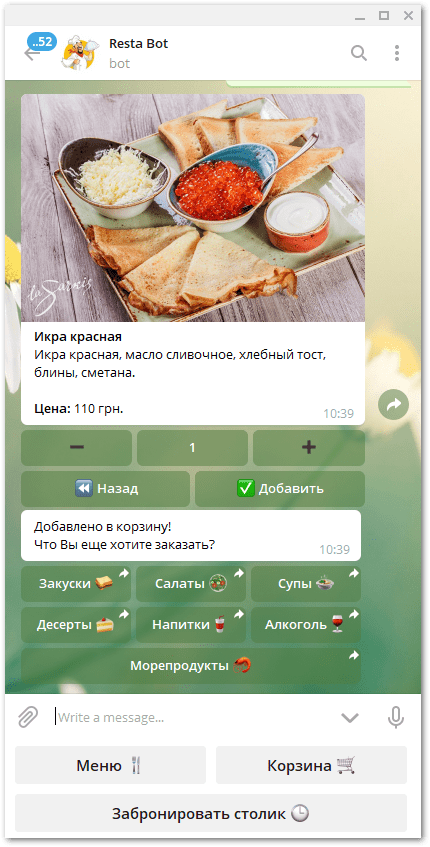 ..52
Resta Bot
bot
la Sarnis
Икра красная
Икра красная, масло сливочное, хлебный тост,
блины, сметана.
Цена: 110 грн.
10:39
1
Назад
Добавить
Добавлено в корзину!
Что Вы еще хотите заказать?
10:39
Закуски
Салаты
Супы
Десерты
Напитки
Алкоголь
Морепродукты
Write a message...
Меню
Корзина
Забронировать столик